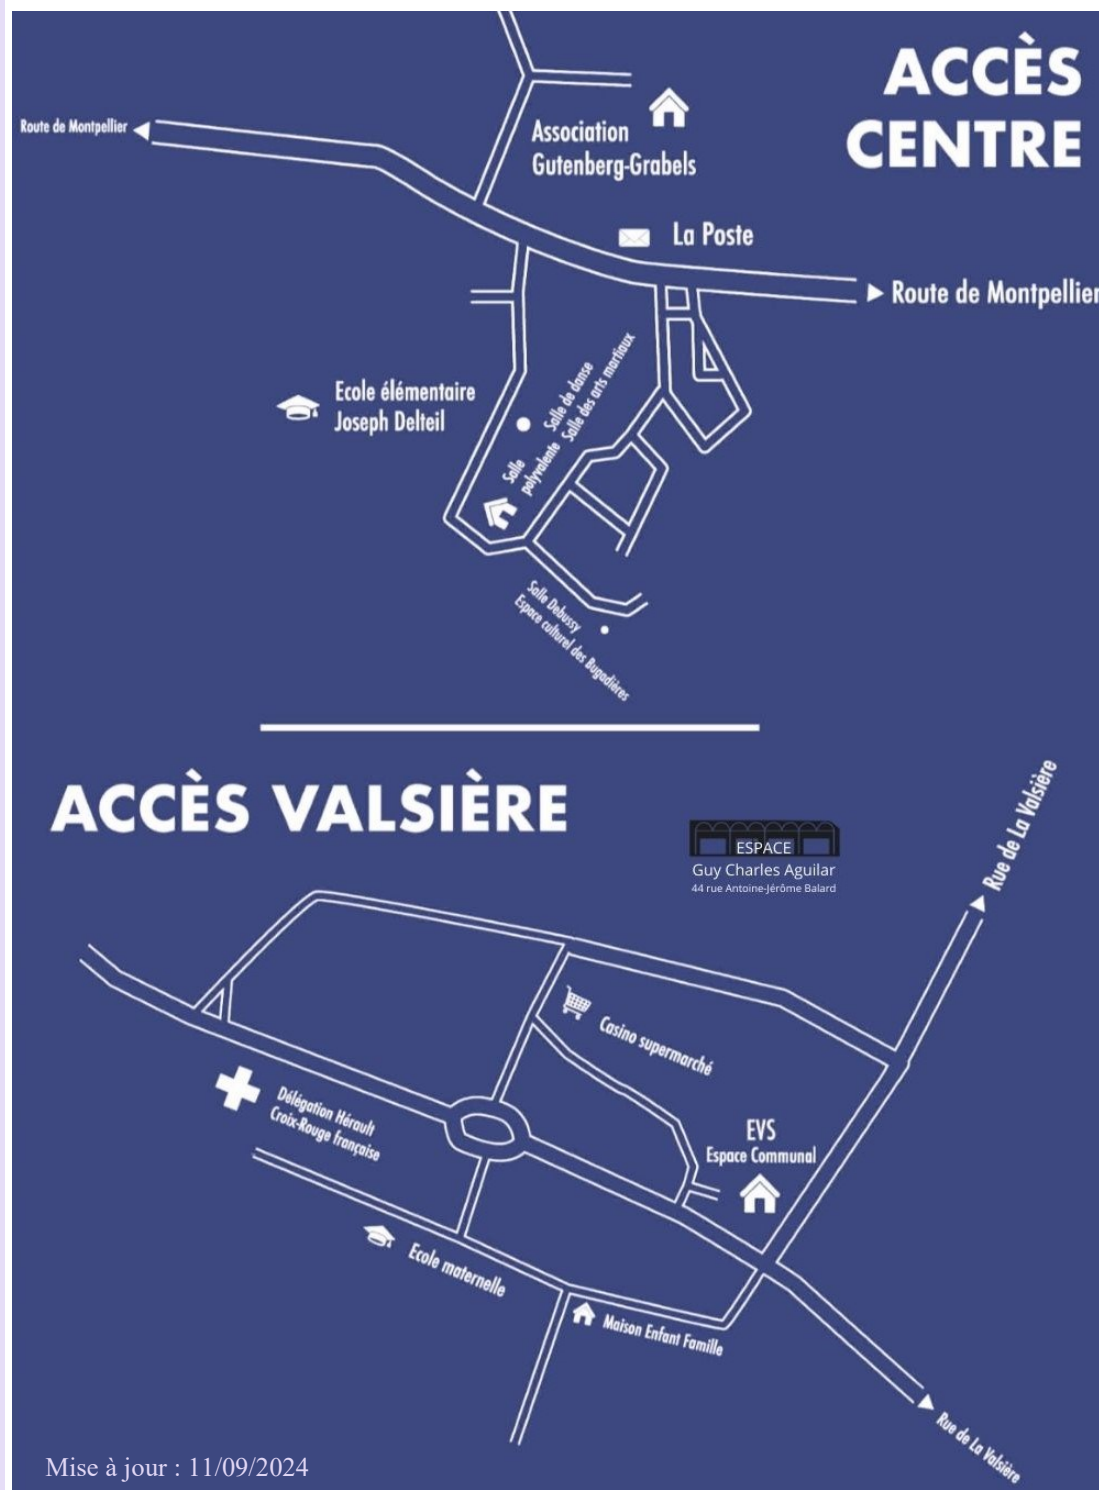 ACCÈS
CENTRE
Route de Montpellier
Association
Gutenberg-Grabels
La Poste
Route de Montpellier
Ecole élémentaire
Joseph Delteil
Salle de danse
Salle des arts martiaux
Salle
polyvalente
Salle Debussy
Espace culturel des Bugadières
ACCÈS VALSIÈRE
ESPACE
Guy Charles Aguilar
44 rue Antoine-Jérôme Balard
Rue de La Valsière
Casino supermarché
Délégation Hérault
Croix-Rouge française
EVS
Espace Communal
Ecole maternelle
Maison Enfant Famille
Rue de La Valsière
Mise à jour : 11/09/2024